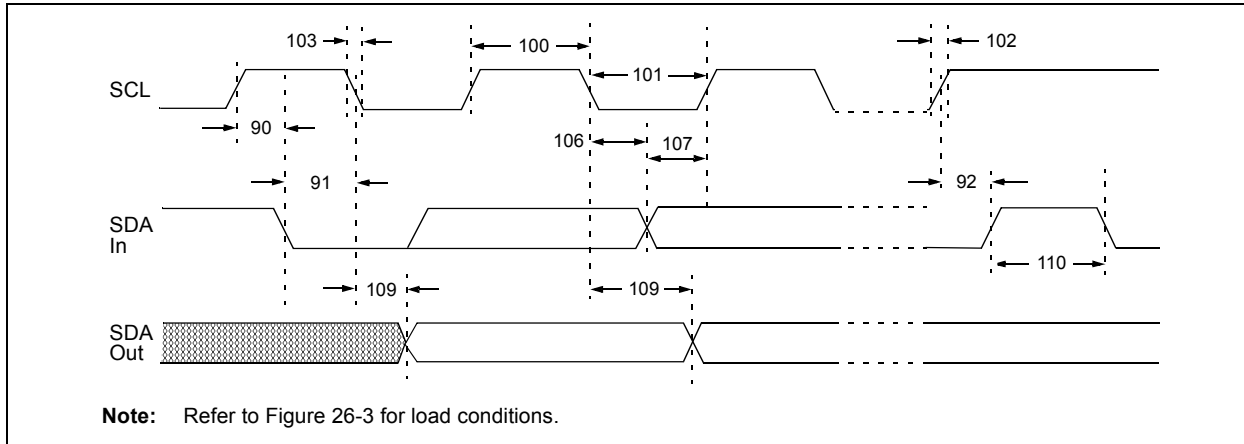 103
100
101
102
SCL
90
106
107
91
92
SDA
In
110
109
109
SDA
Out
Note: Refer to Figure 26-3 for load conditions.